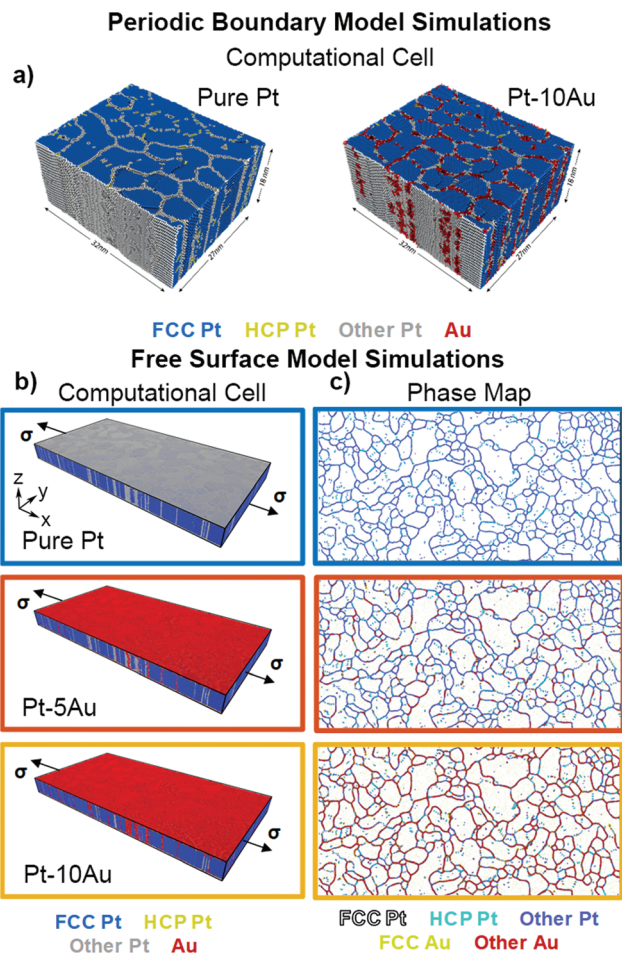 Periodic Boundary Model Simulations
Computational Cell
a)
Pure Pt
Pt-10Au
18nm
32nm
27nm
18nm
32nm
27nm
FCC Pt HCP Pt Other Pt Au
Free Surface Model Simulations
b)
Computational Cell
c)
Phase Map
σ
z
y
x
σ
Pure Pt
σ
σ
Pt-5Au
σ
σ
Pt-10Au
FCC Pt HCP Pt
Other Pt Au
FCC Pt HCP Pt Other Pt
FCC Au Other Au